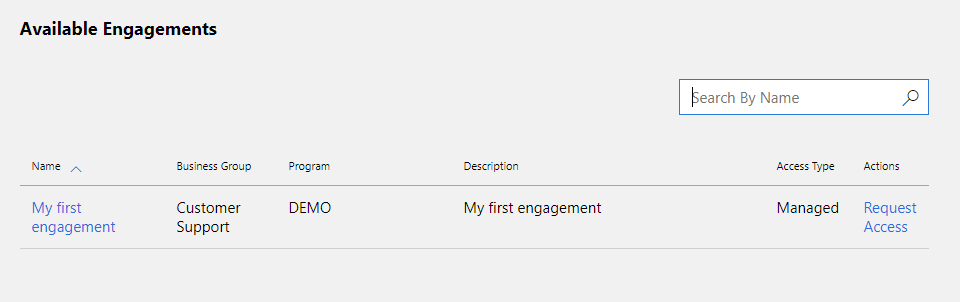 Available Engagements
Search By Name
Name Business Group Program Description Access Type Actions
My first Customer DEMO My first engagement Managed Request
engagement Support Access